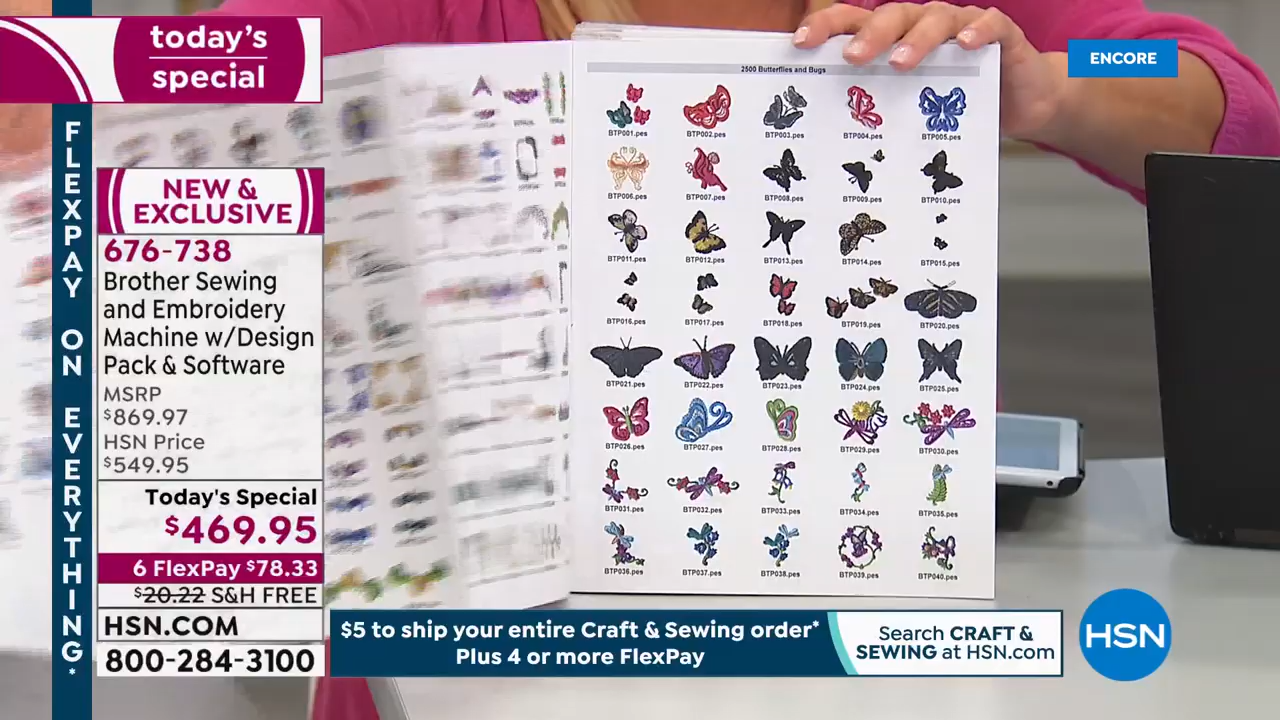 today's
special
ENCORE
FLEXPAY ON EVERYTHING*
NEW &
EXCLUSIVE
676-738
Brother Sewing
and Embroidery
Machine w/Design
Pack & Software
MSRP
$869.97
HSN Price
$549.95
Today's Special
$469.95
6 FlexPay $78.33
$20.22 S&H FREE
HSN.COM
800-284-3100
2500 Butterflies and Bugs
BTP001.pes BTP002.pes BTP003.pes BTP004.pes BTP005.pes
BTP006.pes BTP007.pes BTP008.pes BTP009.pes BTP010.pes
BTP011.pes BTP012.pes BTP013.pes BTP014.pes BTP015.pes
BTP016.pes BTP017.pes BTP018.pes BTP019.pes BTP020.pes
BTP021.pes BTP022.pes BTP023.pes BTP024.pes BTP025.pes
BTP026.pes BTP027.pes BTP028.pes BTP029.pes BTP030.pes
BTP031.pes BTP032.pes BTP033.pes BTP034.pes BTP035.pes
BTP036.pes BTP037.pes BTP038.pes BTP039.pes BTP040.pes
$5 to ship your entire Craft & Sewing order*
Plus 4 or more FlexPay
Search CRAFT &
SEWING at HSN.com
HSN